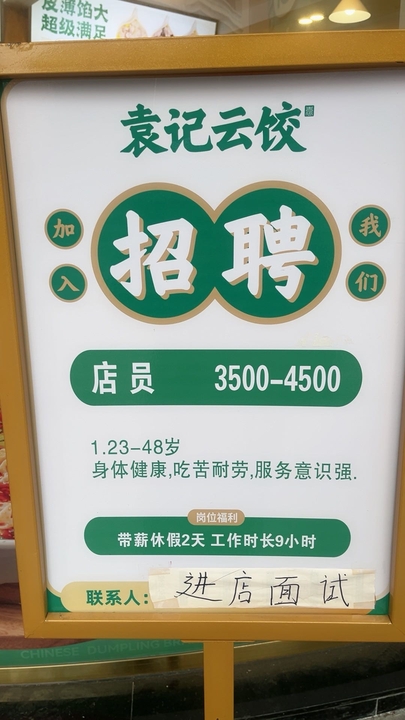 皮薄馅大
超级满足
袁记云饺
加入
招聘
我们
店员 3500-4500
1.23-48岁
身体健康,吃苦耐劳,服务意识强.
岗位福利
带薪休假2天 工作时长9小时
联系人: 进店面试
CHINESE DUMPLING BR